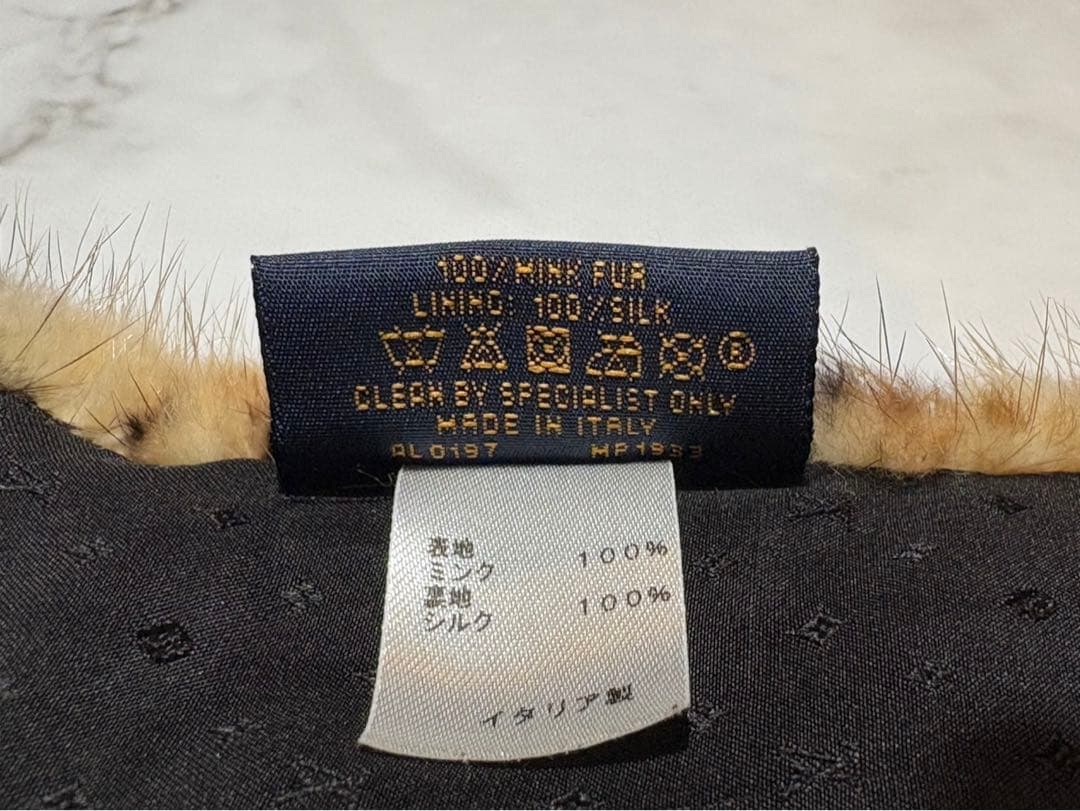 100% MINK FUR
LINING: 100% SILK
CLEAN BY SPECIALIST ONLY
MADE IN ITALY
AL0197 MP1933
表地
ミンク 100%
裏地
シルク 100%
イタリア製